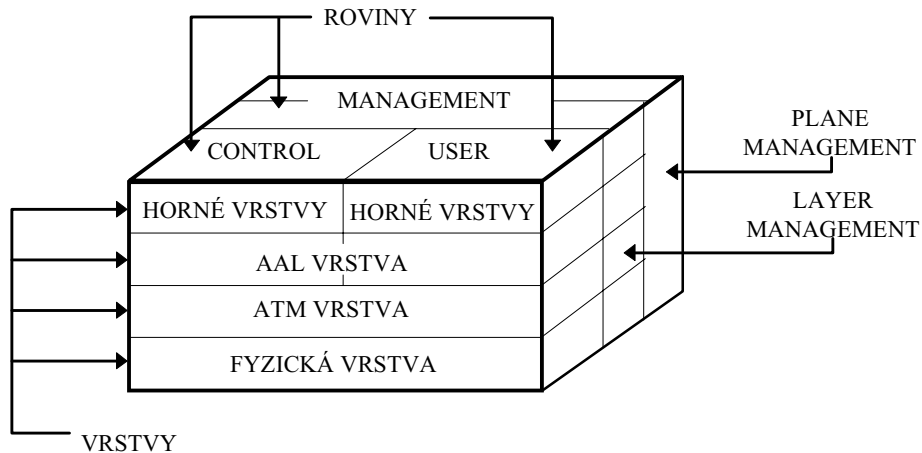 ROVINY
MANAGEMENT
CONTROL
USER
PLANE
MANAGEMENT
HORNÉ VRSTVY
HORNÉ VRSTVY
LAYER
MANAGEMENT
AAL VRSTVA
ATM VRSTVA
FYZICKÁ VRSTVA
VRSTVY